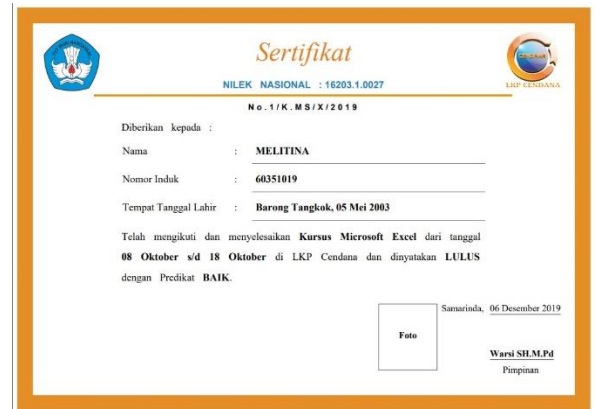 Sertifikat
NILEK NASIONAL : 16203.1.0027
LKP CENDANA
No.1/K.MS/X/2019
Diberikan kepada :
Nama : MELITINA
Nomor Induk : 60351019
Tempat Tanggal Lahir : Barong Tangkok, 05 Mei 2003
Telah mengikuti dan menyelesaikan Kursus Microsoft Excel dari tanggal
08 Oktober s/d 18 Oktober di LKP Cendana dan dinyatakan LULUS
dengan Predikat BAIK.
Samarinda, 06 Desember 2019
Foto
Warsi SH.M.Pd
Pimpinan